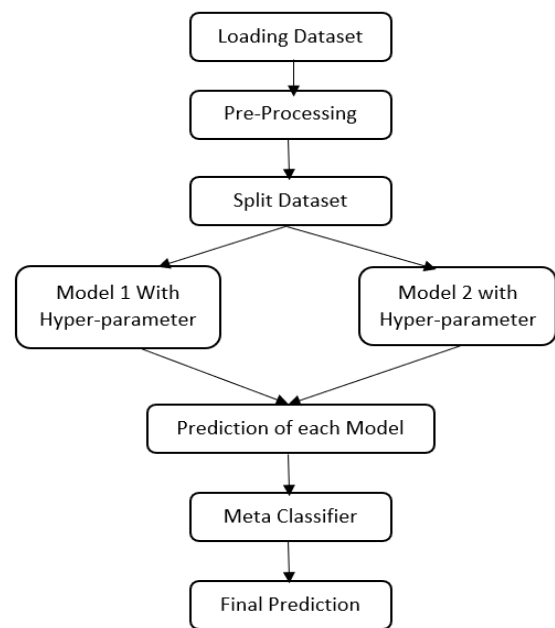 Loading Dataset
Pre-Processing
Split Dataset
Model 1 With
Hyper-parameter
Model 2 with
Hyper-parameter
Prediction of each Model
Meta Classifier
Final Prediction